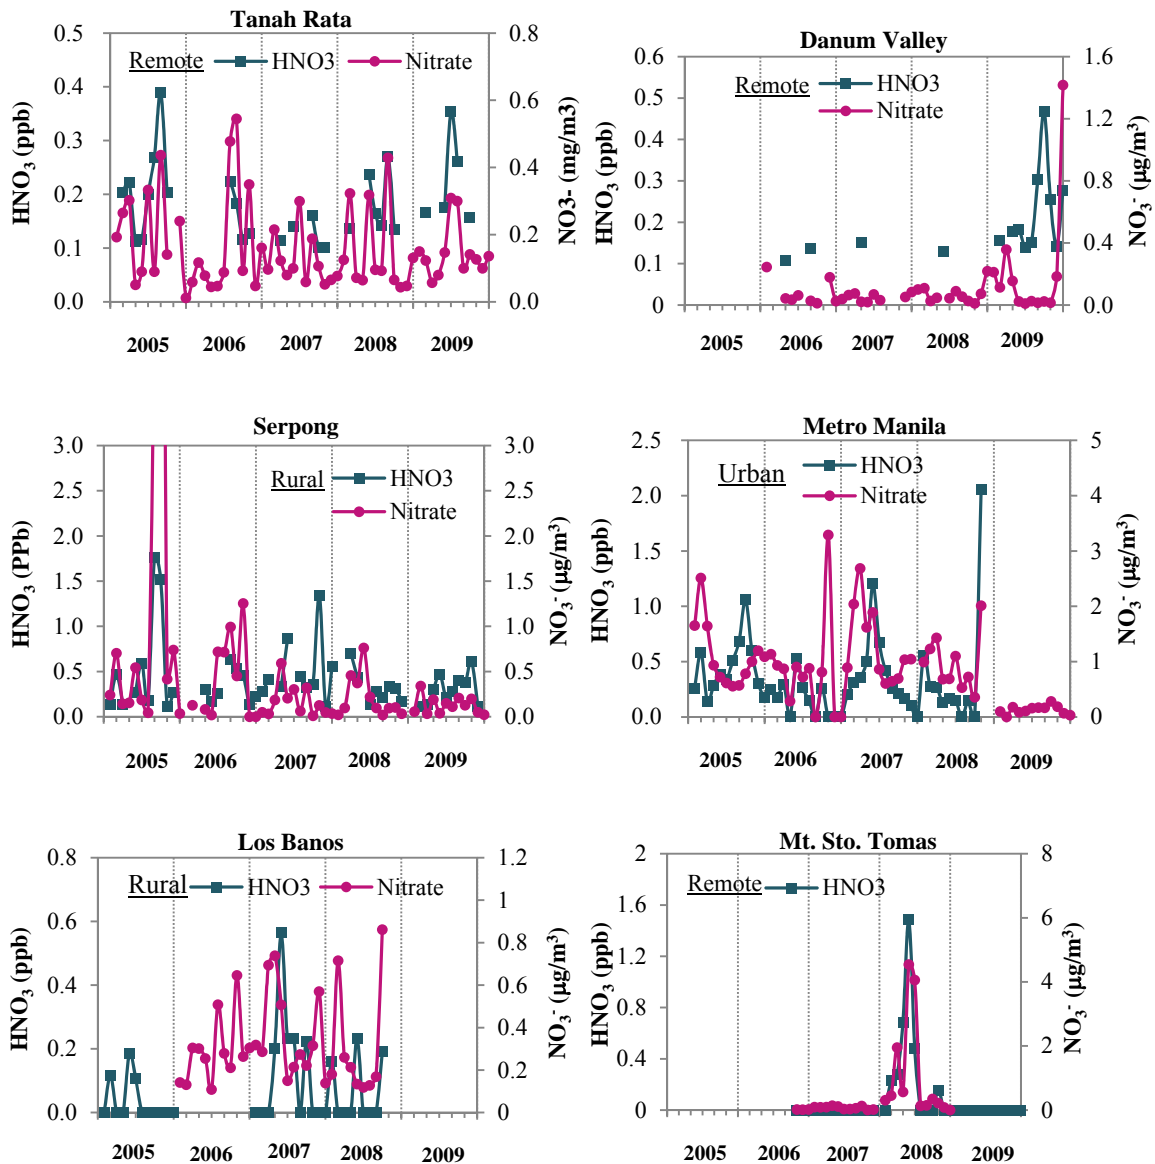 Tanah Rata
Remote HNO3 Nitrate
HNO3 (ppb)
0.5
0.4
0.3
0.2
0.1
0.0
0.8
0.6
0.4
0.2
0.0
NO3- (mg/m3)
2005 2006 2007 2008 2009
Danum Valley
Remote
HNO3
Nitrate
HNO3 (ppb)
0.6
0.5
0.4
0.3
0.2
0.1
0
1.6
1.2
0.8
0.4
0.0
NO3- (µg/m3)
2005 2006 2007 2008 2009
Serpong
Rural
HNO3
Nitrate
HNO3 (PPb)
3.0
2.5
2.0
1.5
1.0
0.5
0.0
3.0
2.5
2.0
1.5
1.0
0.5
0.0
NO3- (µg/m3)
2005 2006 2007 2008 2009
Metro Manila
Urban
HNO3
Nitrate
HNO3 (ppb)
2.5
2.0
1.5
1.0
0.5
0.0
5
4
3
2
1
0
NO3- (µg/m3)
2005 2006 2007 2008 2009
Los Banos
Rural HNO3 Nitrate
HNO3 (ppb)
0.8
0.6
0.4
0.2
0.0
1.2
1
0.8
0.6
0.4
0.2
0
NO3- (µg/m3)
2005 2006 2007 2008 2009
Mt. Sto. Tomas
Remote HNO3
HNO3 (ppb)
2
1.6
1.2
0.8
0.4
0
8
6
4
2
0
NO3- (µg/m3)
2005 2006 2007 2008 2009